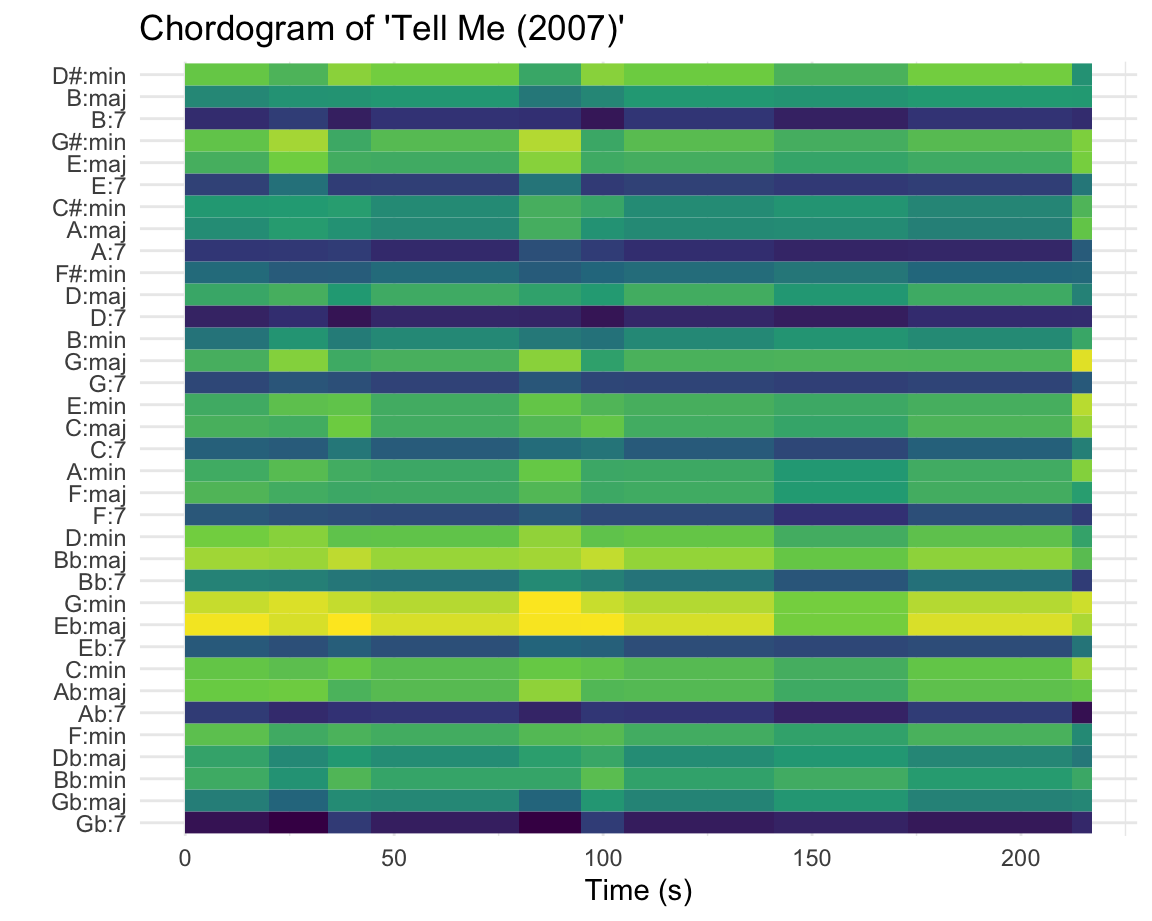 Chordogram of 'Tell Me (2007)'
D#:min
B:maj
B:7
G#:min
E:maj
E:7
C#:min
A:maj
A:7
F#:min
D:maj
D:7
B:min
G:maj
G:7
E:min
C:maj
C:7
A:min
F:maj
F:7
D:min
Bb:maj
Bb:7
G:min
Eb:maj
Eb:7
C:min
Ab:maj
Ab:7
F:min
Db:maj
Bb:min
Gb:maj
Gb:7
0 50 100 150 200
Time (s)